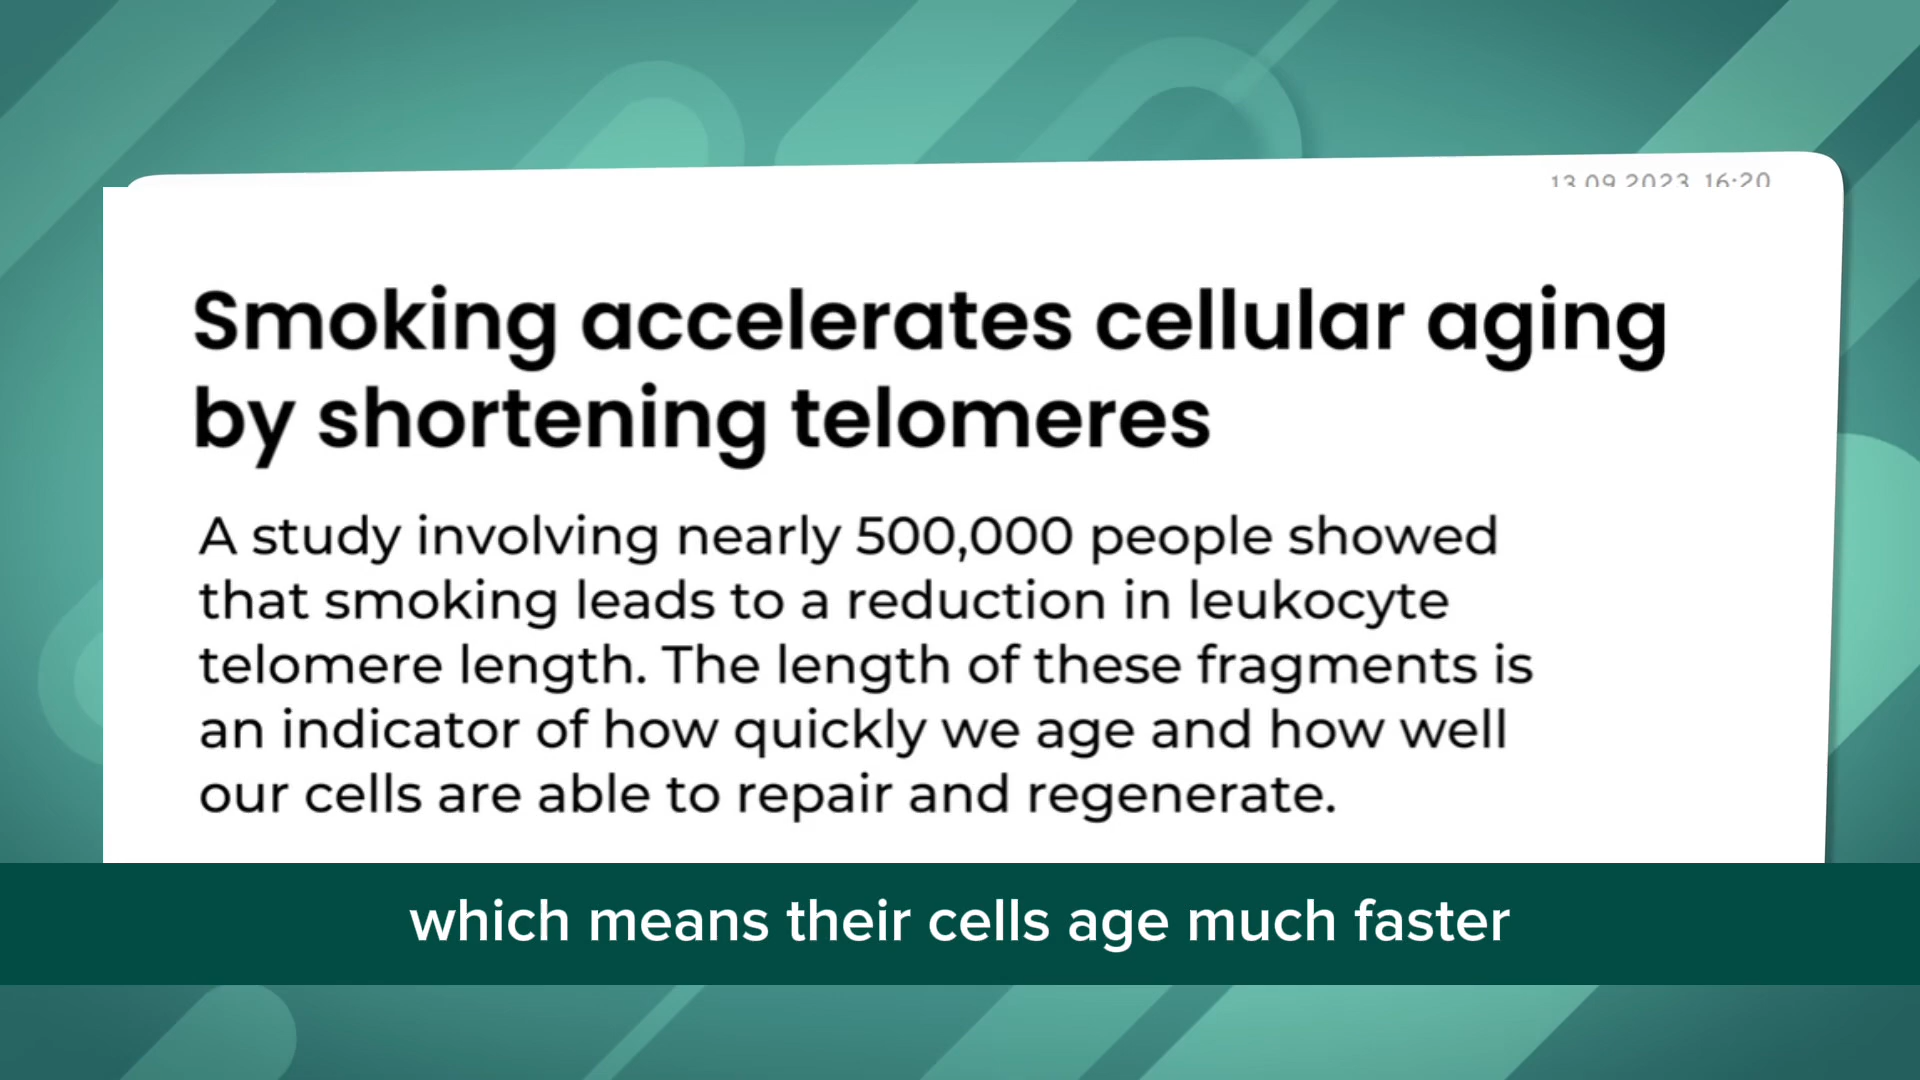 13.09.2023 16:20
Smoking accelerates cellular aging
by shortening telomeres
A study involving nearly 500,000 people showed
that smoking leads to a reduction in leukocyte
telomere length. The length of these fragments is
an indicator of how quickly we age and how well
our cells are able to repair and regenerate.
which means their cells age much faster